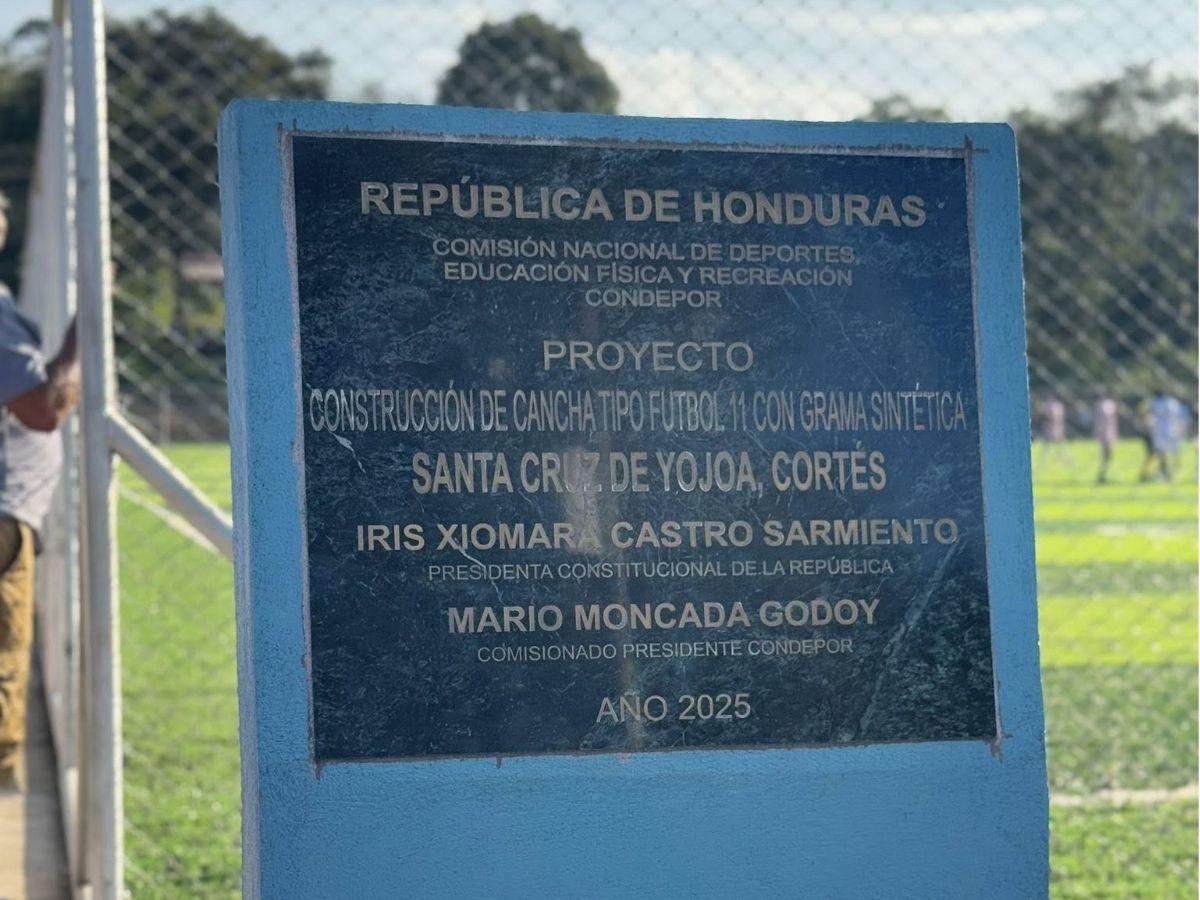 REPÚBLICA DE HONDURAS
COMISIÓN NACIONAL DE DEPORTES,
EDUCACIÓN FÍSICA Y RECREACIÓN
CONDEPOR
PROYECTO
CONSTRUCCIÓN DE CANCHA TIPO FUTBOL 11 CON GRAMA SINTÉTICA
SANTA CRUZ DE YOJOA, CORTÉS
IRIS XIOMARA CASTRO SARMIENTO
PRESIDENTA CONSTITUCIONAL DE LA REPÚBLICA
MARIO MONCADA GODOY
COMISIONADO PRESIDENTE CONDEPOR
AÑO 2025